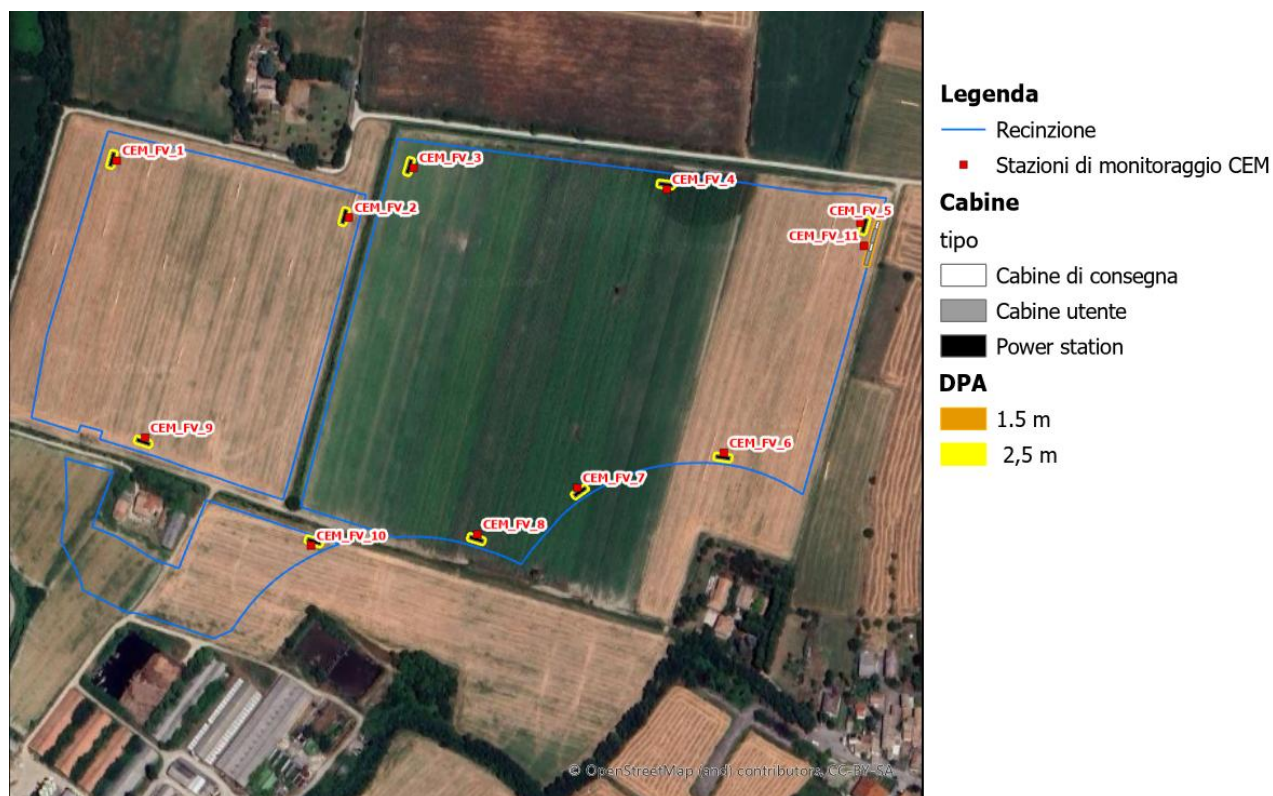 CEM_FV_1
CEM_FV_2
CEM_FV_3
CEM_FV_4
CEM_FV_5
CEM_FV_11
CEM_FV_9
CEM_FV_6
CEM_FV_7
CEM_FV_8
CEM_FV_10
© OpenStreetMap (and) contributors, CC-BY-SA
Legenda
Recinzione
Stazioni di monitoraggio CEM
Cabine
tipo
Cabine di consegna
Cabine utente
Power station
DPA
1.5 m
2,5 m